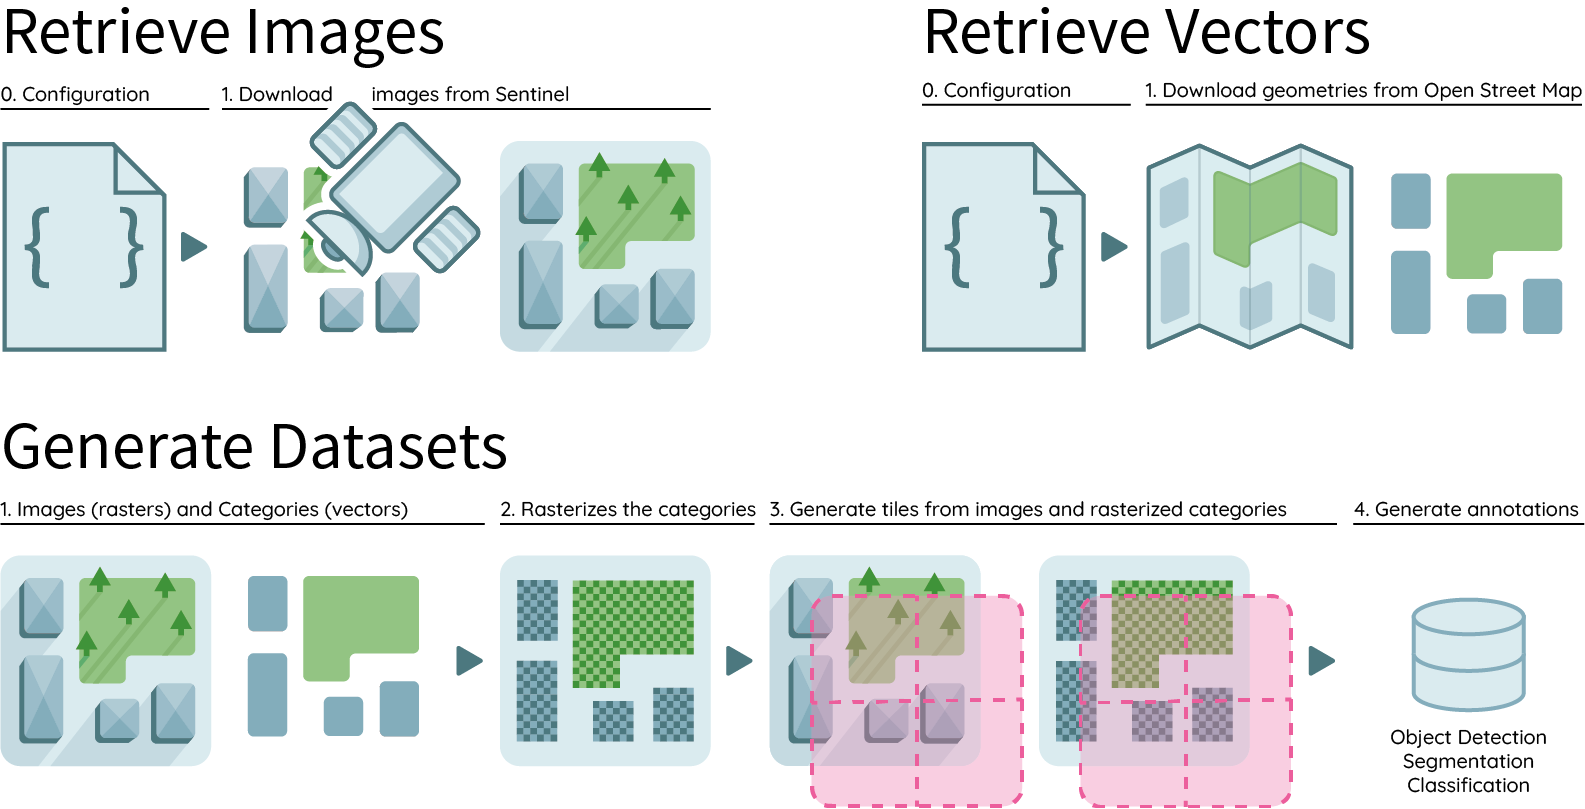 Retrieve Images
0. Configuration
1. Download images from Sentinel
{ }
Retrieve Vectors
0. Configuration
1. Download geometries from Open Street Map
{ }
Generate Datasets
1. Images (rasters) and Categories (vectors)
2. Rasterizes the categories
3. Generate tiles from images and rasterized categories
4. Generate annotations
Object Detection
Segmentation
Classification